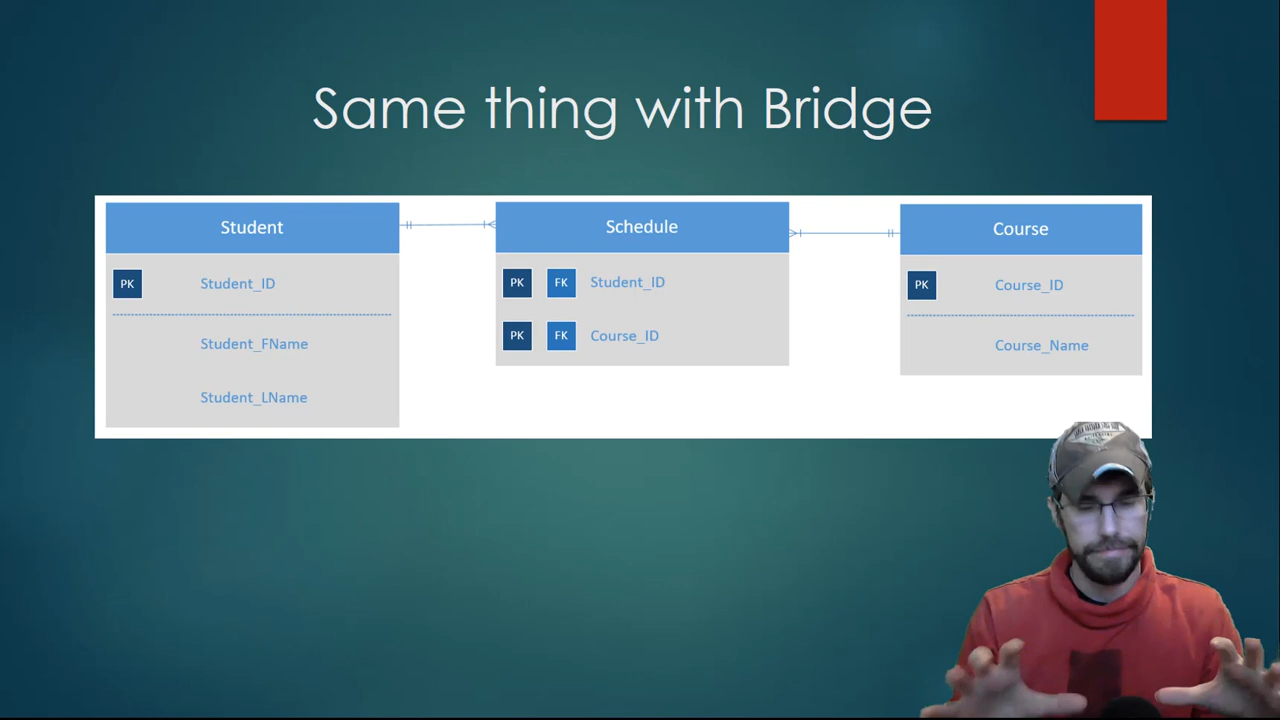 Same thing with Bridge
Student
PK Student_ID
Student_FName
Student_LName
Schedule
PK FK Student_ID
PK FK Course_ID
Course
PK Course_ID
Course_Name